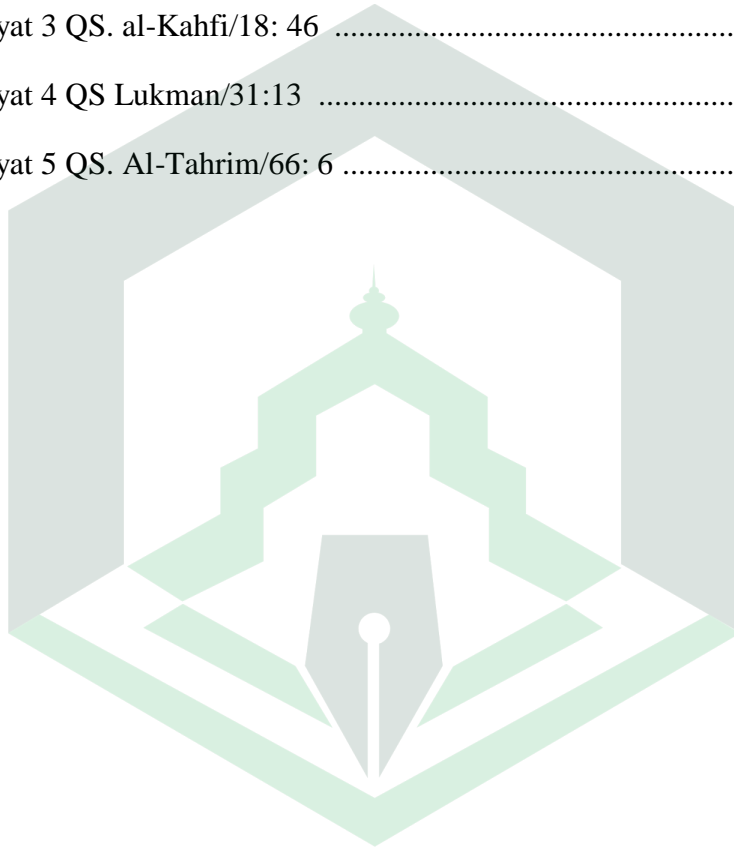 yat 3 QS. al-Kahfi/18: 46 ..................................................
yat 4 QS Lukman/31:13 ....................................................
yat 5 QS. Al-Tahrim/66: 6 .................................................